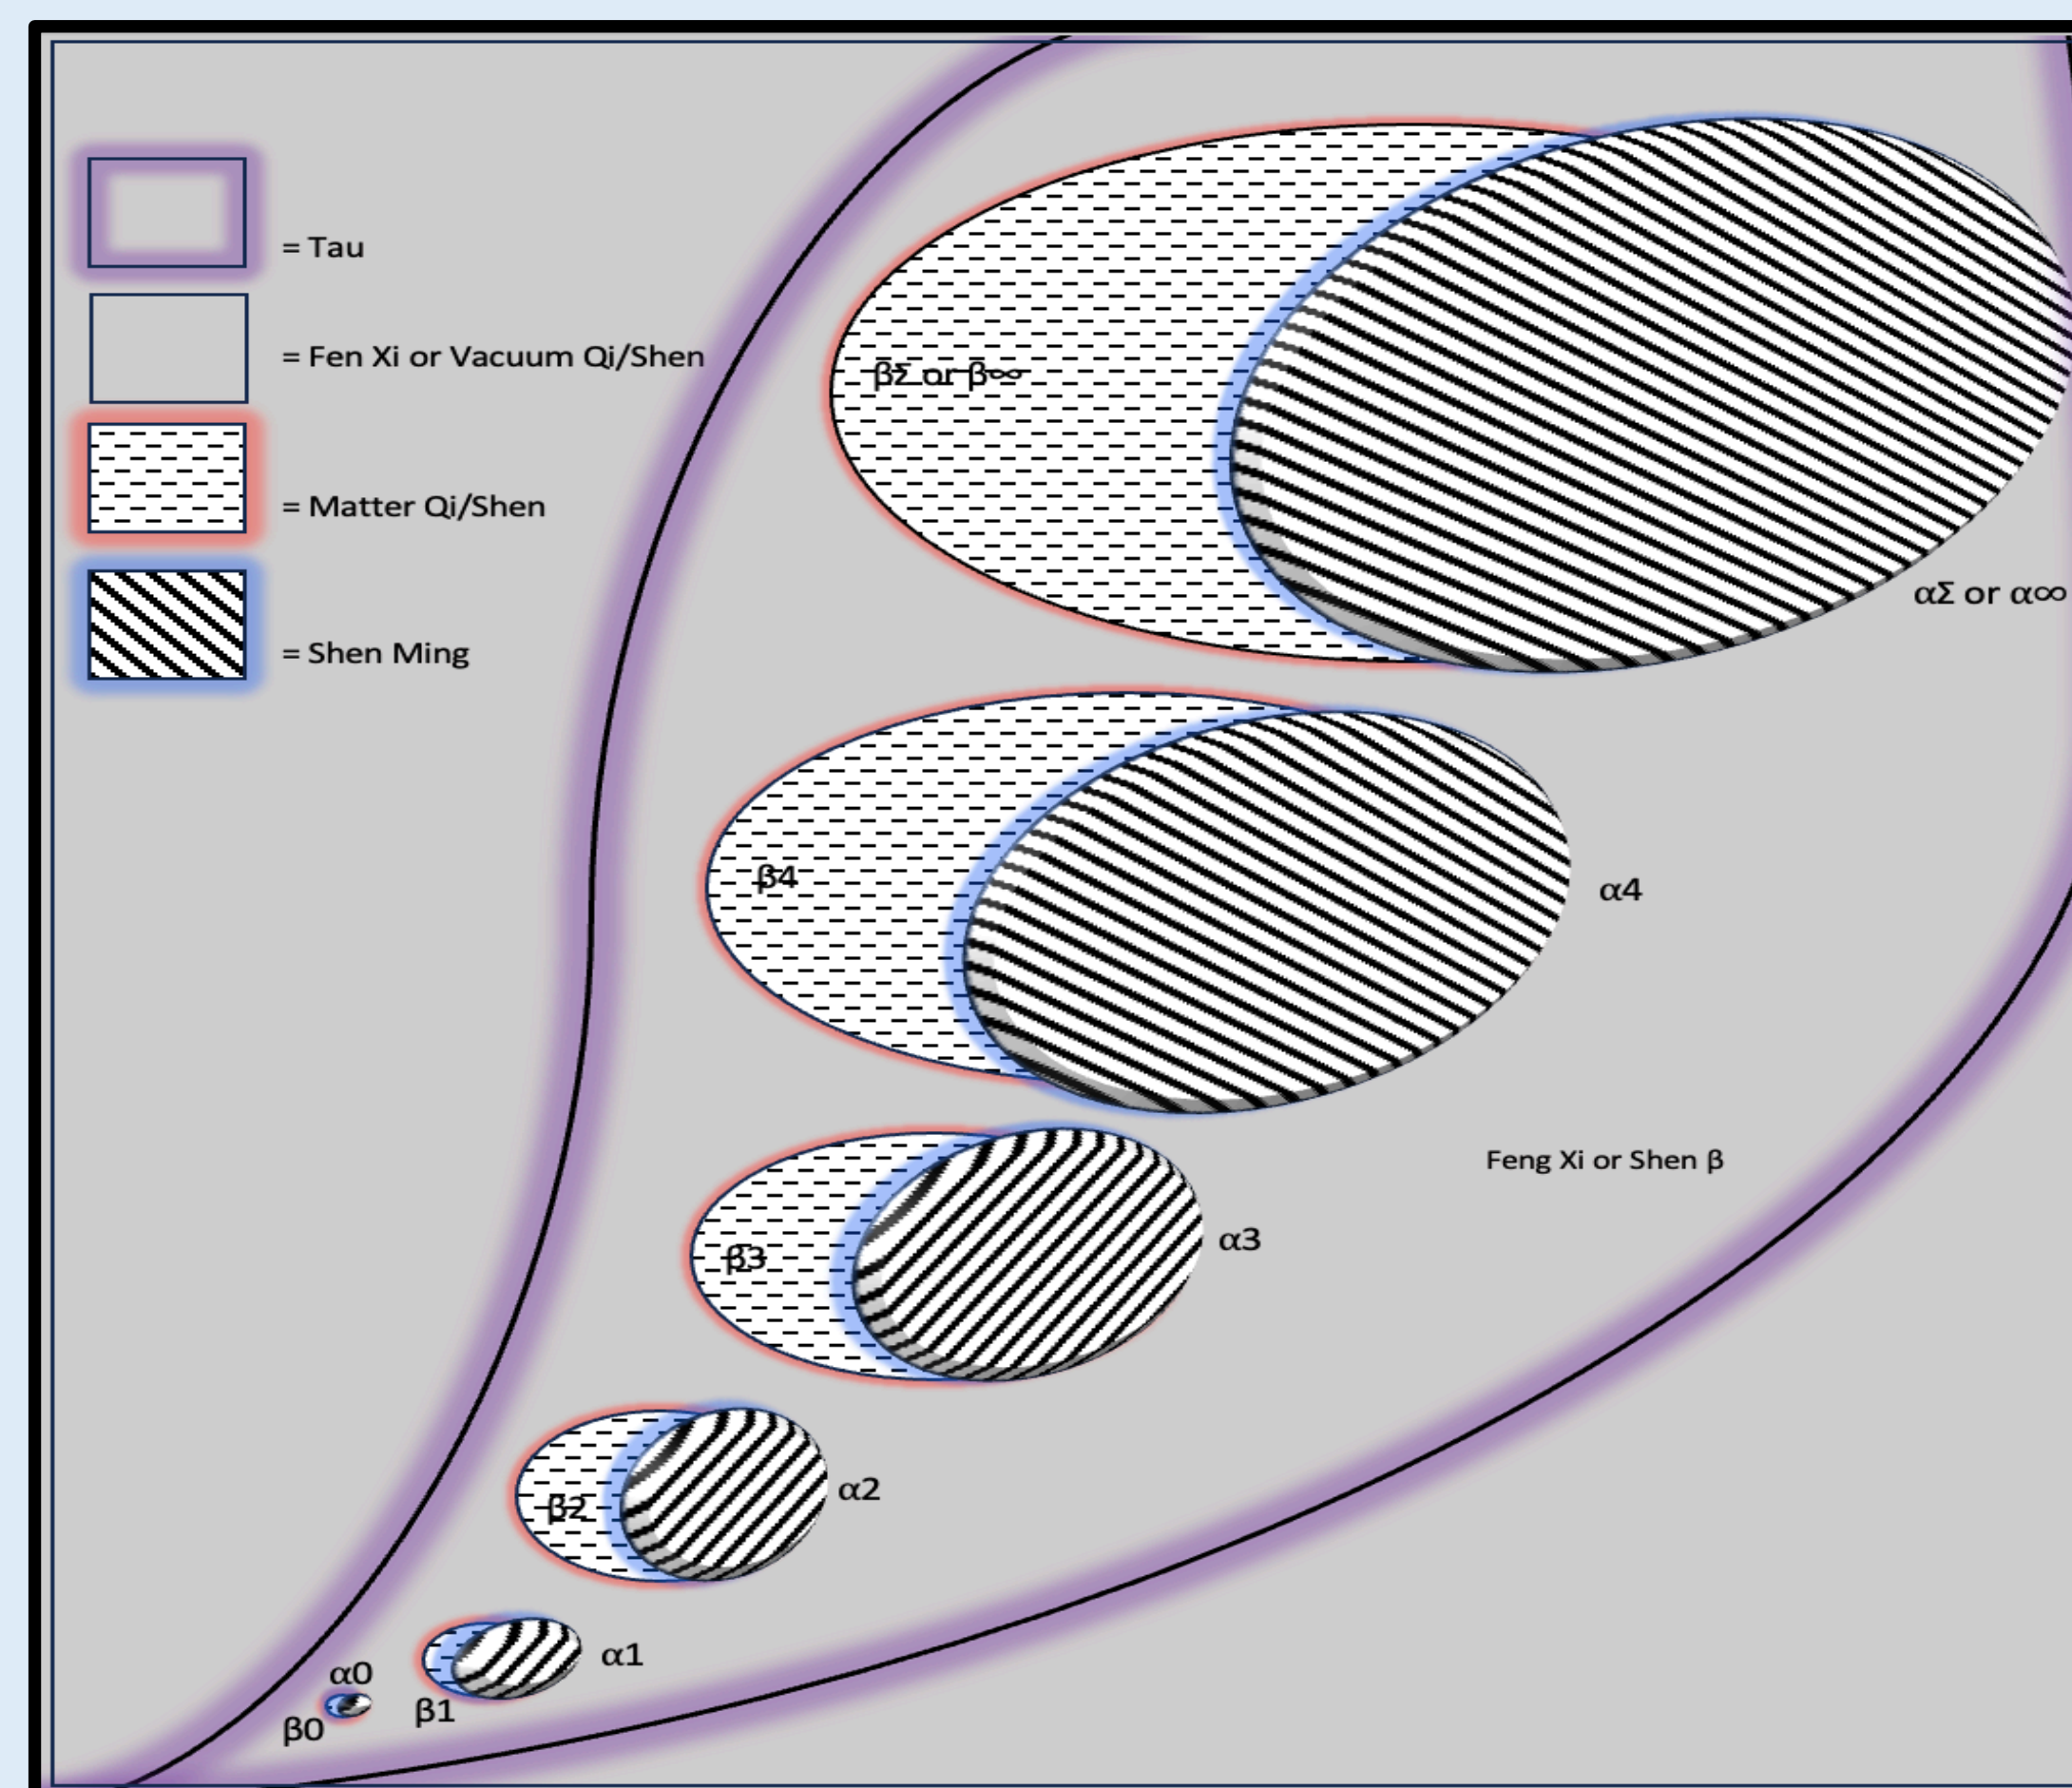 = Tau
= Fen Xi or Vacuum Qi/Shen
βΣ or β∞
= Matter Qi/Shen
αΣ or α∞
= Shen Ming
β4
α4
Feng Xi or Shen β
β3
α3
β2
α2
α1
α0
β1
β0